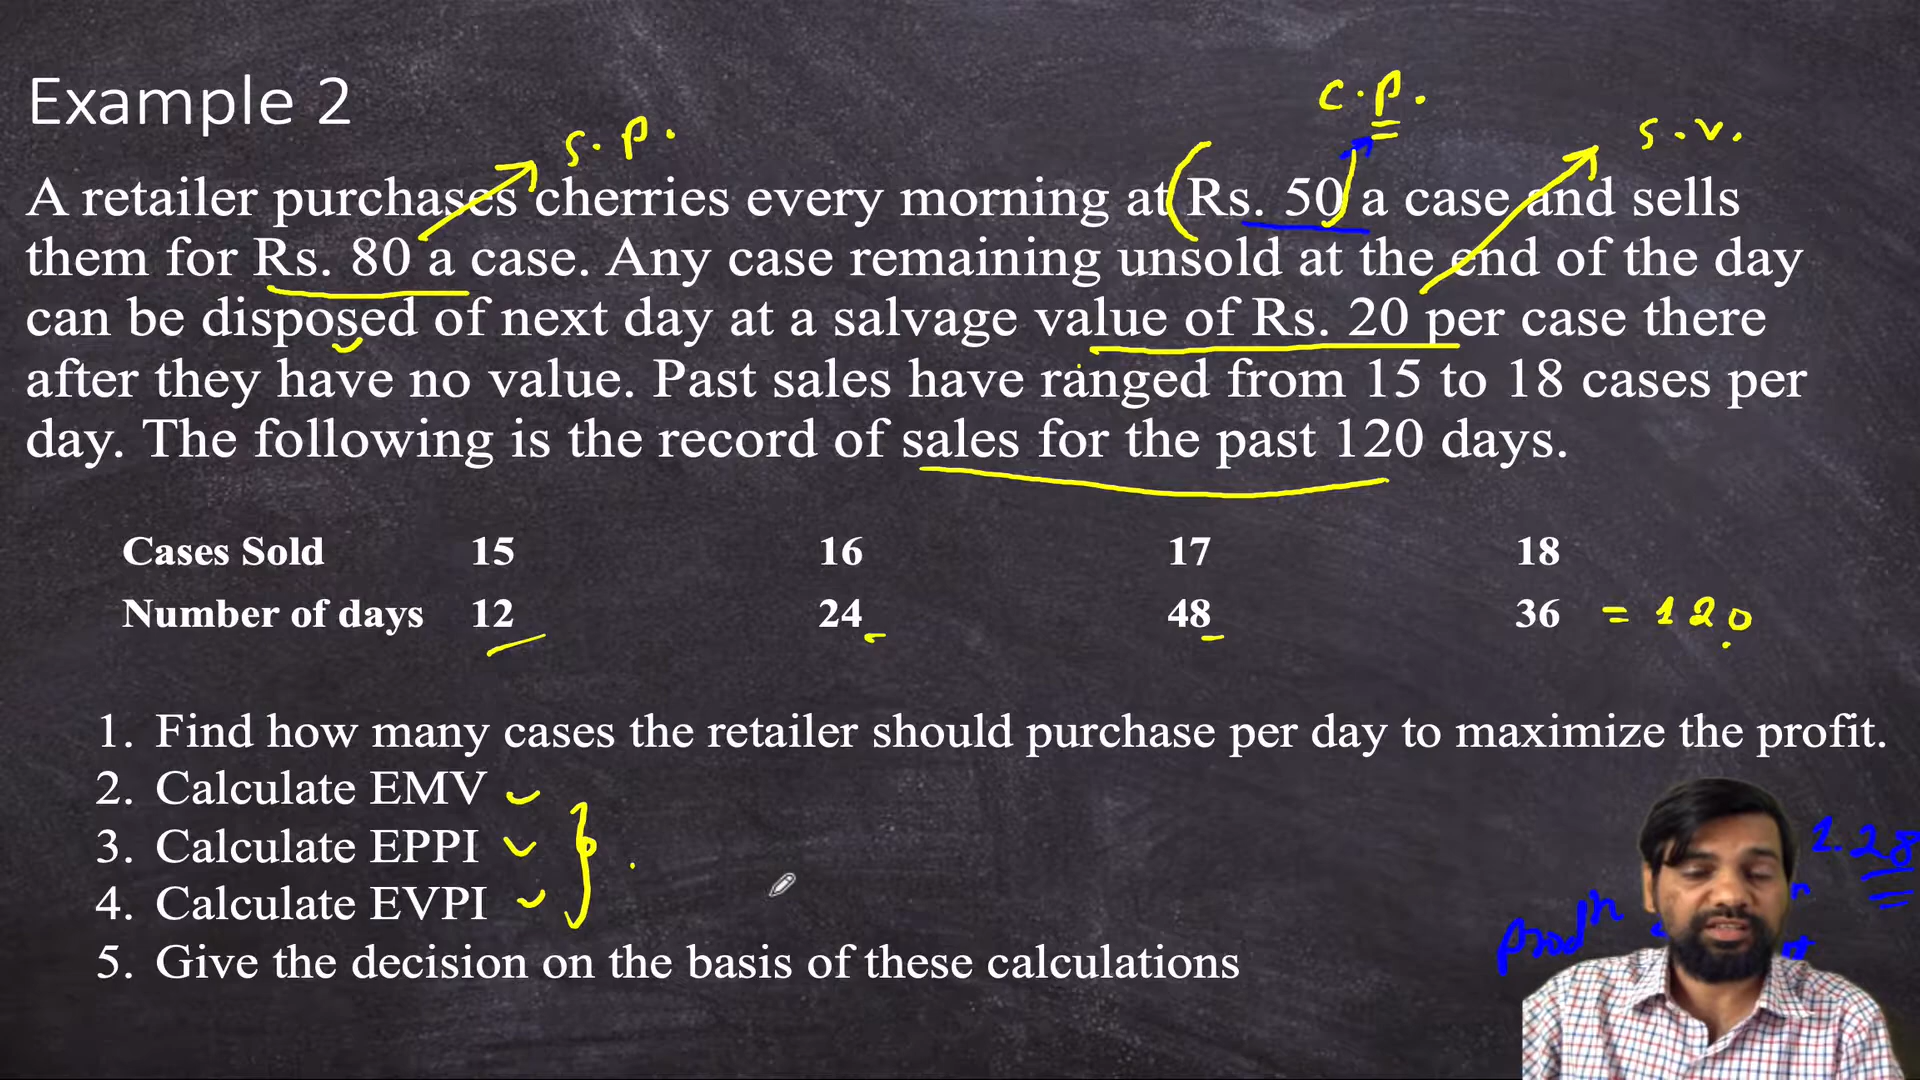 Example 2
s.p.
c.p.
s.v.
A retailer purchases cherries every morning at (Rs. 50) a case and sells
them for Rs. 80 a case. Any case remaining unsold at the end of the day
can be disposed of next day at a salvage value of Rs. 20 per case there
after they have no value. Past sales have ranged from 15 to 18 cases per
day. The following is the record of sales for the past 120 days.
Cases Sold 15 16 17 18
Number of days 12 24 48 36 = 120
1. Find how many cases the retailer should purchase per day to maximize the profit.
2. Calculate EMV
3. Calculate EPPI
4. Calculate EVPI
5. Give the decision on the basis of these calculations
2.28